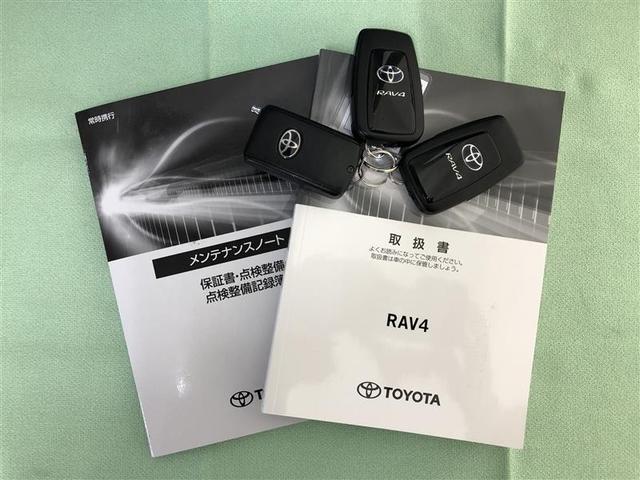 常時携行
メンテナンスノート
保証書・点検整備
点検整備記録簿
取扱書
よくお読みになってご使用ください。
取扱書は車の中に保管しましょう。
RAV4
TOYOTA
RAV4
RAV4